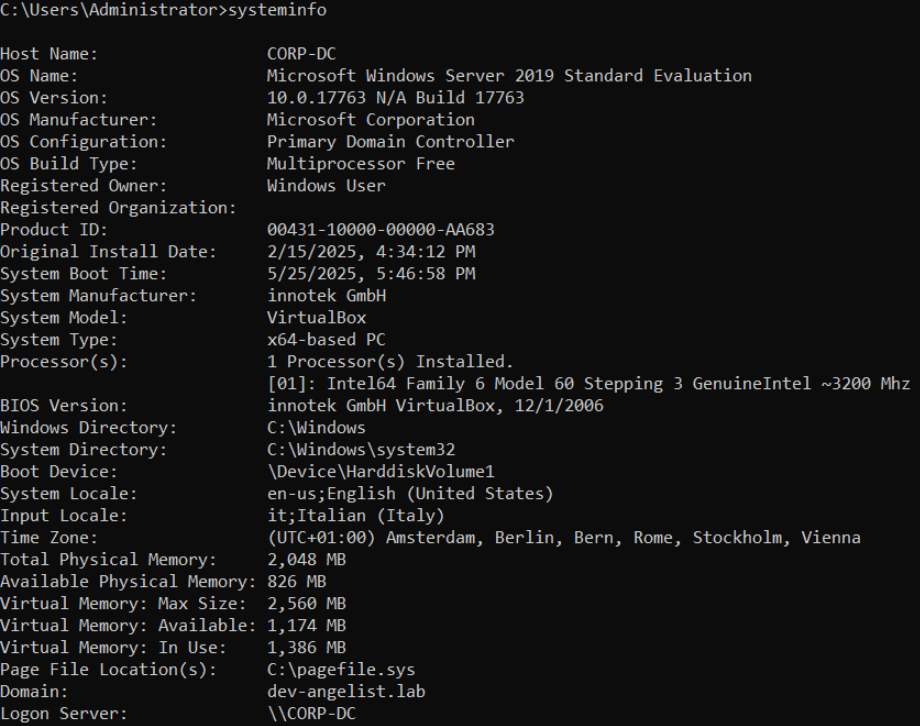 C:\Users\Administrator>systeminfo
Host Name: CORP-DC
OS Name: Microsoft Windows Server 2019 Standard Evaluation
OS Version: 10.0.17763 N/A Build 17763
OS Manufacturer: Microsoft Corporation
OS Configuration: Primary Domain Controller
OS Build Type: Multiprocessor Free
Registered Owner: Windows User
Registered Organization:
Product ID: 00431-10000-00000-AA683
Original Install Date: 2/15/2025, 4:34:12 PM
System Boot Time: 5/25/2025, 5:46:58 PM
System Manufacturer: innotek GmbH
System Model: VirtualBox
System Type: x64-based PC
Processor(s): 1 Processor(s) Installed.
[01]: Intel64 Family 6 Model 60 Stepping 3 GenuineIntel ~3200 Mhz
BIOS Version: innotek GmbH VirtualBox, 12/1/2006
Windows Directory: C:\Windows
System Directory: C:\Windows\system32
Boot Device: \Device\HarddiskVolume1
System Locale: en-us;English (United States)
Input Locale: it;Italian (Italy)
Time Zone: (UTC+01:00) Amsterdam, Berlin, Bern, Rome, Stockholm, Vienna
Total Physical Memory: 2,048 MB
Available Physical Memory: 826 MB
Virtual Memory: Max Size: 2,560 MB
Virtual Memory: Available: 1,174 MB
Virtual Memory: In Use: 1,386 MB
Page File Location(s): C:\pagefile.sys
Domain: dev-angelist.lab
Logon Server: \\CORP-DC